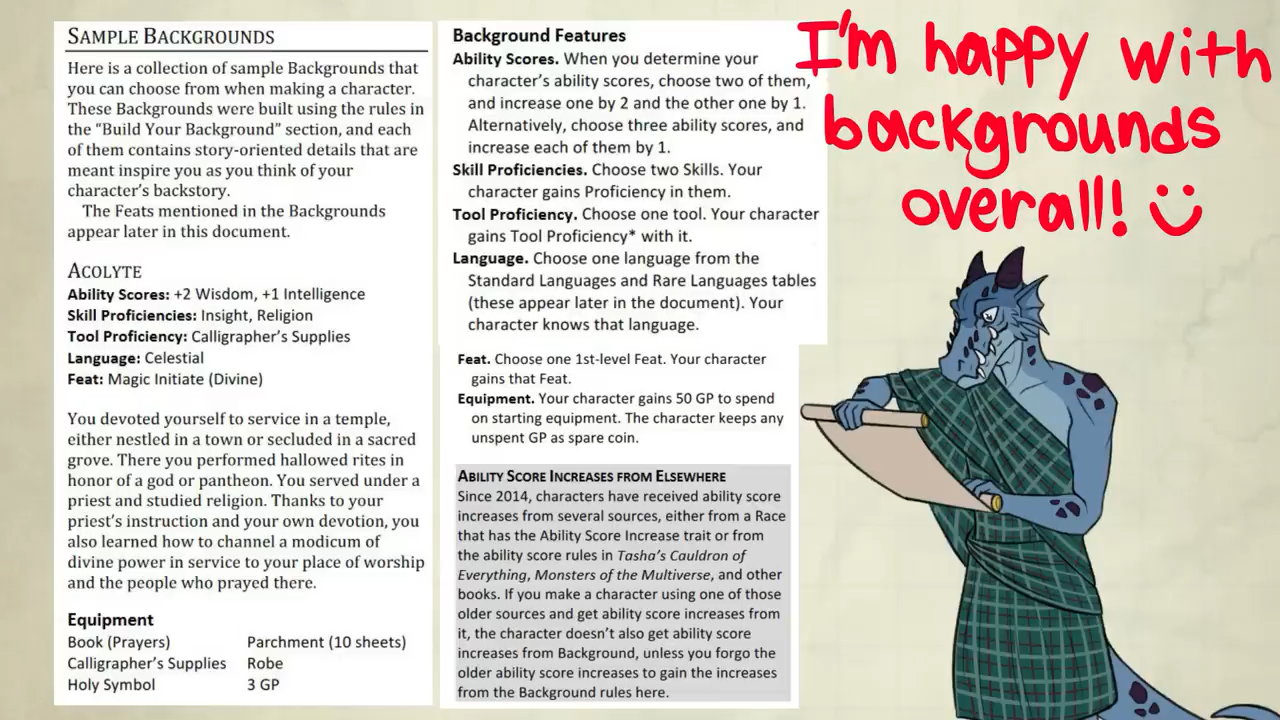 SAMPLE BACKGROUNDS
Here is a collection of sample Backgrounds that
you can choose from when making a character.
These Backgrounds were built using the rules in
the “Build Your Background” section, and each
of them contains story-oriented details that are
meant inspire you as you think of your
character’s backstory.
The Feats mentioned in the Backgrounds
appear later in this document.
ACOLYTE
Ability Scores: +2 Wisdom, +1 Intelligence
Skill Proficiencies: Insight, Religion
Tool Proficiency: Calligrapher’s Supplies
Language: Celestial
Feat: Magic Initiate (Divine)
You devoted yourself to service in a temple,
either nestled in a town or secluded in a sacred
grove. There you performed hallowed rites in
honor of a god or pantheon. You served under a
priest and studied religion. Thanks to your
priest’s instruction and your own devotion, you
also learned how to channel a modicum of
divine power in service to your place of worship
and the people who prayed there.
Equipment
Book (Prayers) Parchment (10 sheets)
Calligrapher’s Supplies Robe
Holy Symbol 3 GP
Background Features
Ability Scores. When you determine your
character’s ability scores, choose two of them,
and increase one by 2 and the other one by 1.
Alternatively, choose three ability scores, and
increase each of them by 1.
Skill Proficiencies. Choose two Skills. Your
character gains Proficiency in them.
Tool Proficiency. Choose one tool. Your character
gains Tool Proficiency* with it.
Language. Choose one language from the
Standard Languages and Rare Languages tables
(these appear later in the document). Your
character knows that language.
Feat. Choose one 1st-level Feat. Your character
gains that Feat.
Equipment. Your character gains 50 GP to spend
on starting equipment. The character keeps any
unspent GP as spare coin.
ABILITY SCORE INCREASES FROM ELSEWHERE
Since 2014, characters have received ability score
increases from several sources, either from a Race
that has the Ability Score Increase trait or from
the ability score rules in Tasha’s Cauldron of
Everything, Monsters of the Multiverse, and other
books. If you make a character using one of those
older sources and get ability score increases from
it, the character doesn’t also get ability score
increases from Background, unless you forgo the
older ability score increases to gain the increases
from the Background rules here.
I'm happy with
backgrounds
overall! :)